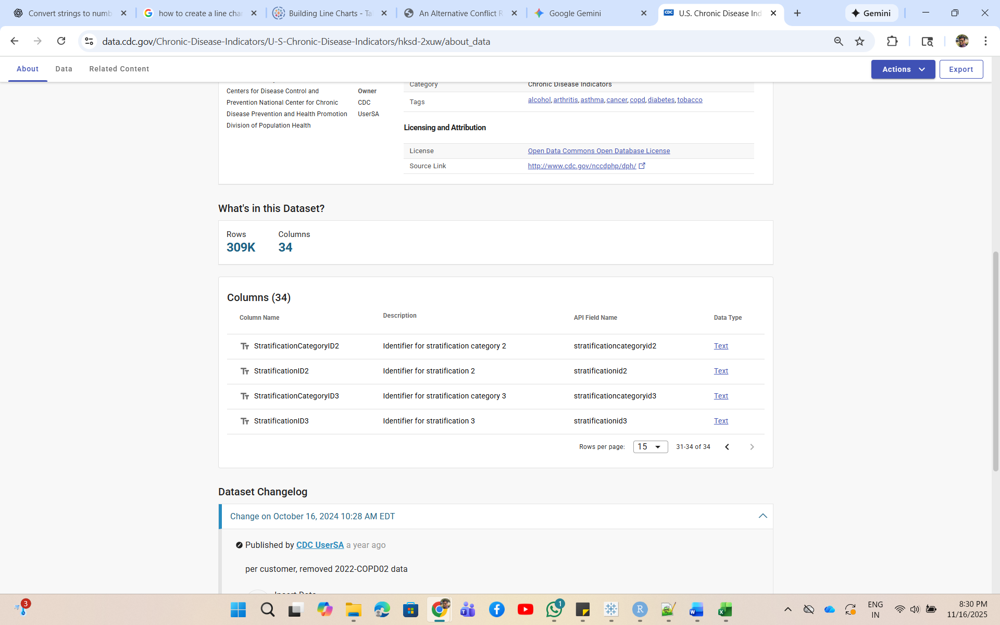 Convert strings to numb
how to create a line cha
Building Line Charts - Ta
An Alternative Conflict R
Google Gemini
U.S. Chronic Disease Ind
Gemini
data.cdc.gov/Chronic-Disease-Indicators/U-S-Chronic-Disease-Indicators/hksd-2xuw/about_data
About Data Related Content
Actions
Export
Centers for Disease Control and
Prevention National Center for Chronic
Disease Prevention and Health Promotion
Division of Population Health
Owner
CDC
UserSA
Category Chronic Disease Indicators
Tags alcohol, arthritis, asthma, cancer, copd, diabetes, tobacco
Licensing and Attribution
License Open Data Commons Open Database License
Source Link http://www.cdc.gov/nccdphp/dph/
What's in this Dataset?
Rows Columns
309K 34
Columns (34)
Column Name Description API Field Name Data Type
Tт StratificationCategoryID2 Identifier for stratification category 2 stratificationcategoryid2 Text
Tт StratificationID2 Identifier for stratification 2 stratificationid2 Text
Tт StratificationCategoryID3 Identifier for stratification category 3 stratificationcategoryid3 Text
Tт StratificationID3 Identifier for stratification 3 stratificationid3 Text
Rows per page: 15 31-34 of 34
Dataset Changelog
Change on October 16, 2024 10:28 AM EDT
Published by CDC UserSA a year ago
per customer, removed 2022-COPD02 data
Insert Data
3
1
ENG
IN
8:30 PM
11/16/2025